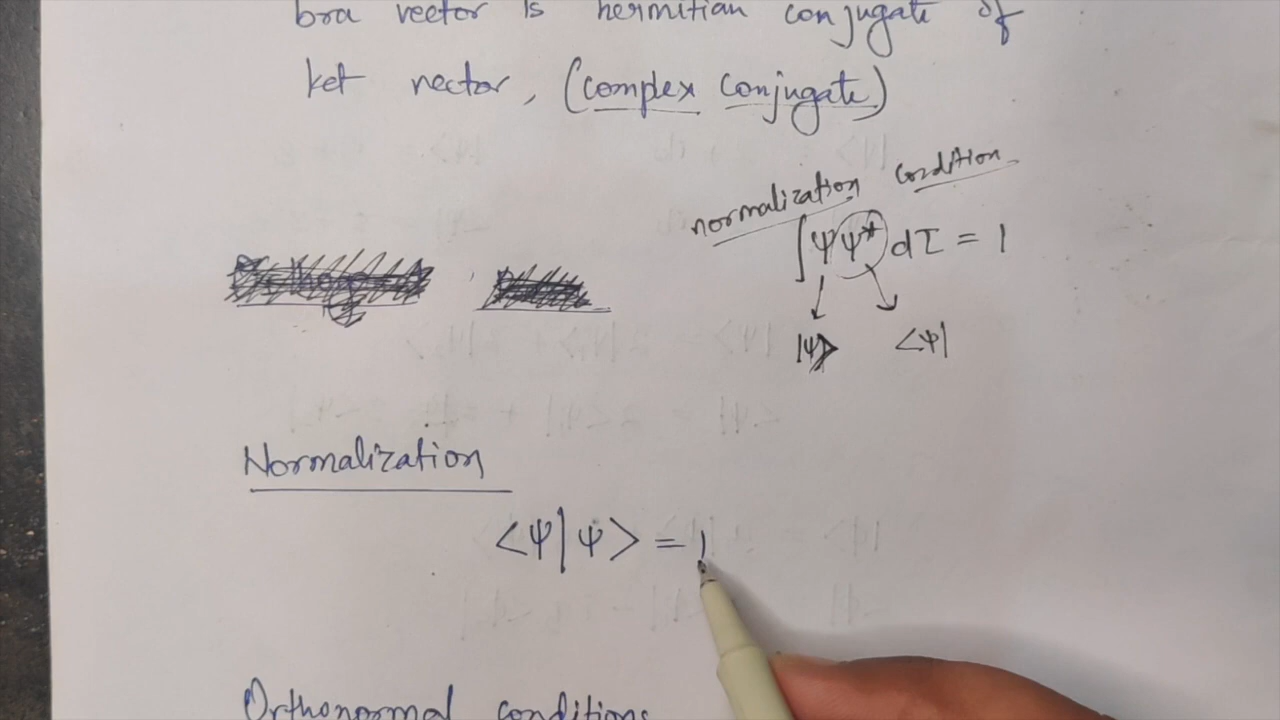 bra vector is hermitian conjugate of
ket vector, (complex conjugate)
normalization condition
∫ψψ* dτ = 1
|ψ> <ψ|
Normalization
<ψ|ψ> = 1
Orthonormal conditions